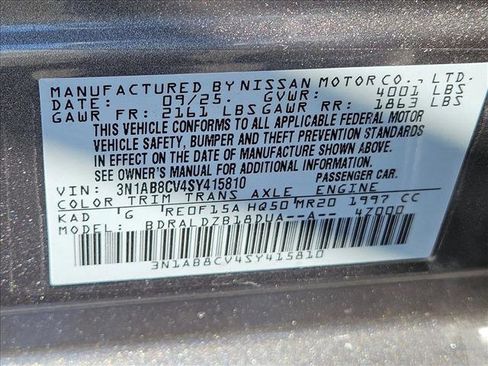 MANUFACTURED BY NISSAN MOTOR CO., LTD.
DATE: 09/25. GVWR: 4001 LBS
GAWR FR: 2161 LBS GAWR RR: 1863 LBS
THIS VEHICLE CONFORMS TO ALL APPLICABLE FEDERAL MOTOR
VEHICLE SAFETY, BUMPER AND THEFT PREVENTION STANDARDS
IN EFFECT ON THE DATE OF MANUFACTURE SHOWN ABOVE.
SEE OWNER'S MANUAL FOR ADDITIONAL INFORMATION.
VIN: 3N1AB8CV4SY415810 PASSENGER CAR.
COLOR TRIM TRANS AXLE ENGINE
KAD G RE0F15A HQ50 MR20 1997 CC
MODEL: BDRALDZB18DUA--A-- 47000
3N1AB8CV4SY415810